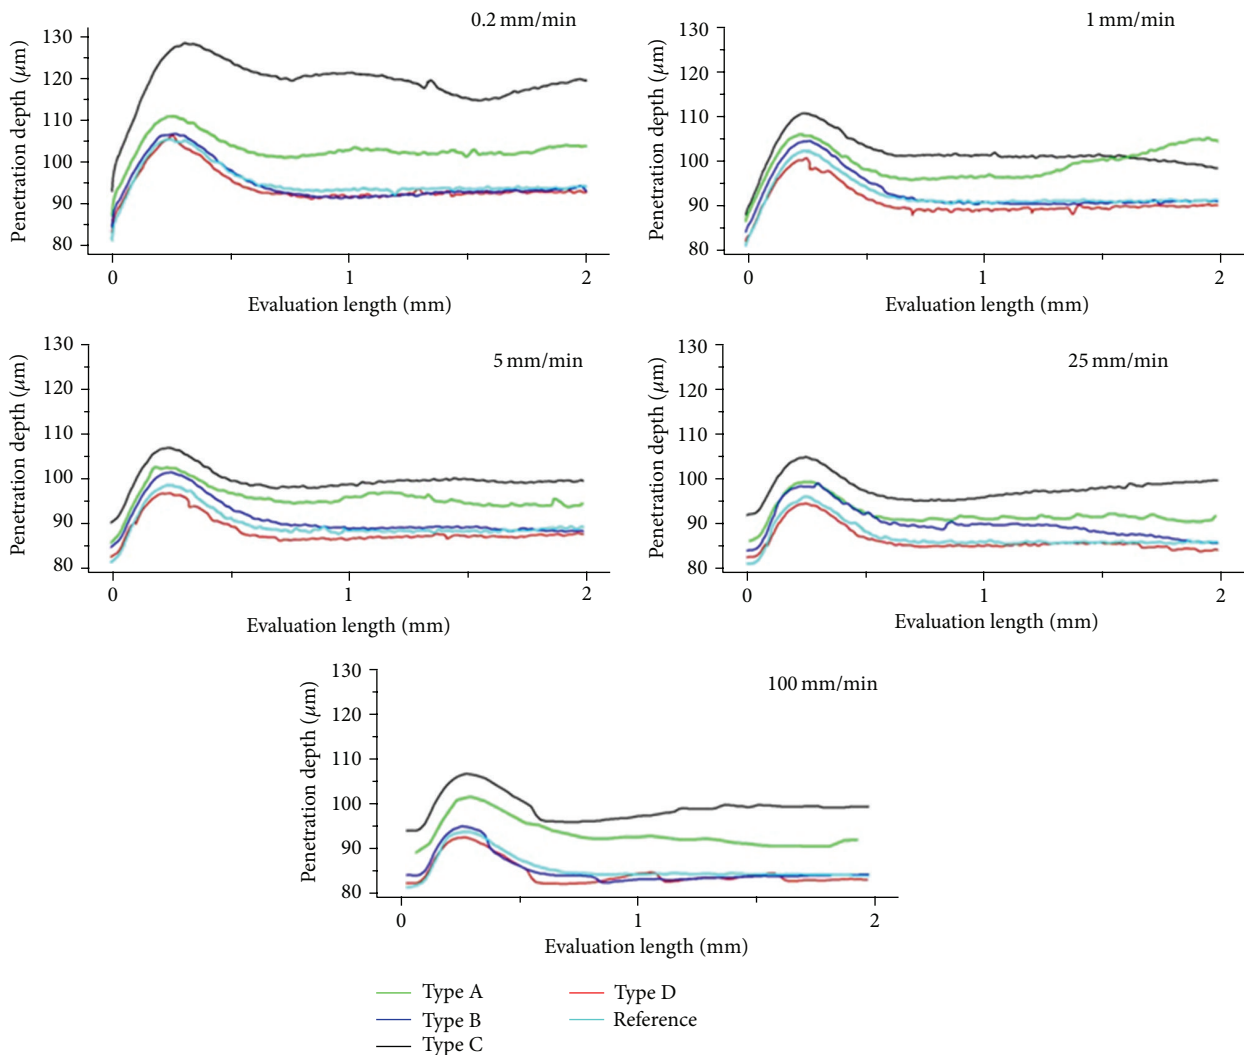 0.2 mm/min
Penetration depth (μm)
130
120
110
100
90
80
0
1
2
Evaluation length (mm)
1 mm/min
Penetration depth (μm)
130
120
110
100
90
80
0
1
2
Evaluation length (mm)
5 mm/min
Penetration depth (μm)
130
120
110
100
90
80
0
1
2
Evaluation length (mm)
25 mm/min
Penetration depth (μm)
130
120
110
100
90
80
0
1
2
Evaluation length (mm)
100 mm/min
Penetration depth (μm)
130
120
110
100
90
80
0
1
2
Evaluation length (mm)
Type A
Type B
Type C
Type D
Reference